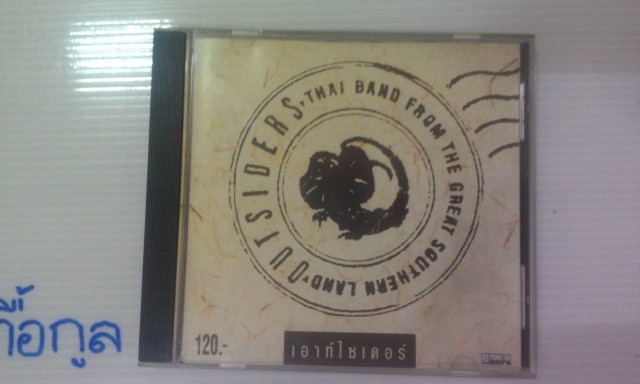 OUTSIDERS, THAI BAND FROM THE GREAT SOUTHERN LAND,
120.-
เอาท์ไซเดอร์
กื้อกูล